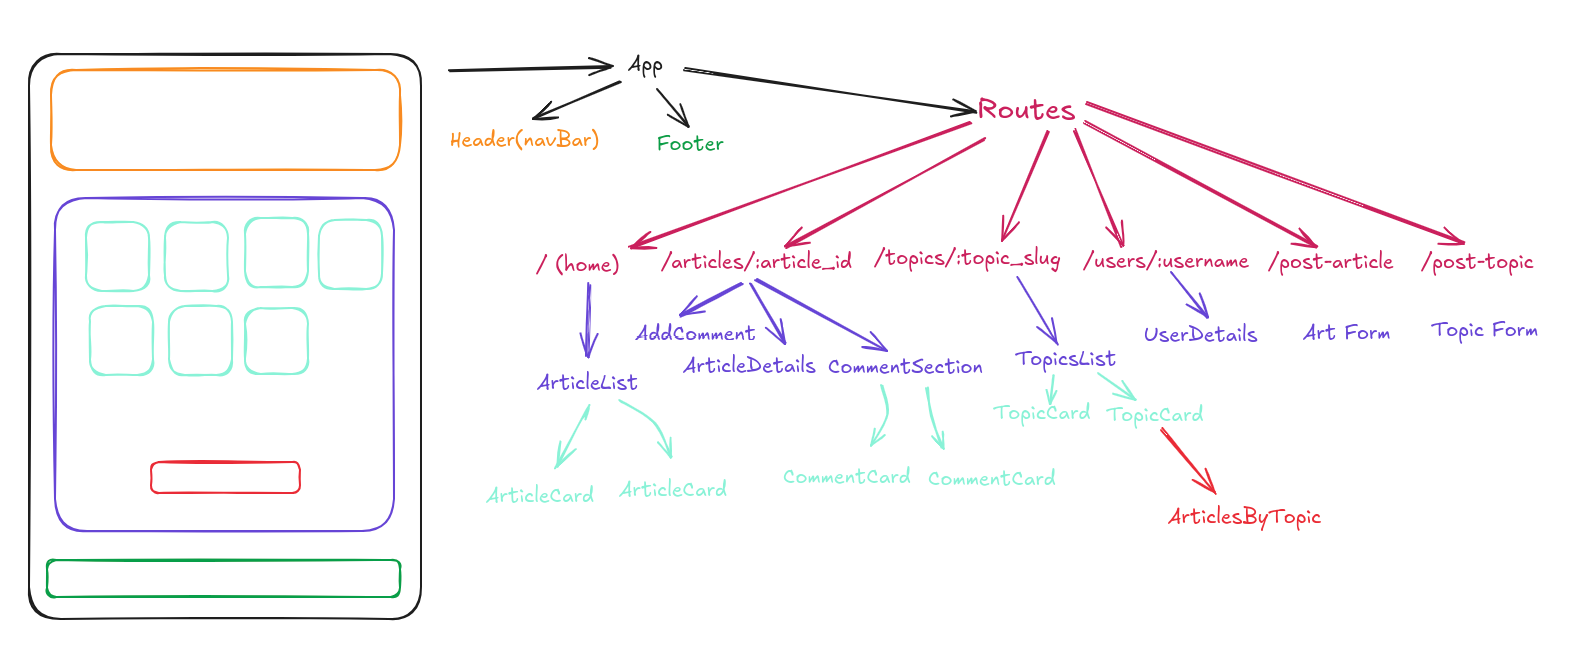 App
Routes
Header(navBar)
Footer
/ (home)
/articles/:article_id
/topics/:topic_slug
/users/:username
/post-article
/post-topic
AddComment
ArticleDetails
CommentSection
TopicsList
UserDetails
Art Form
Topic Form
ArticleList
TopicCard
TopicCard
ArticleCard
ArticleCard
CommentCard
CommentCard
ArticlesByTopic